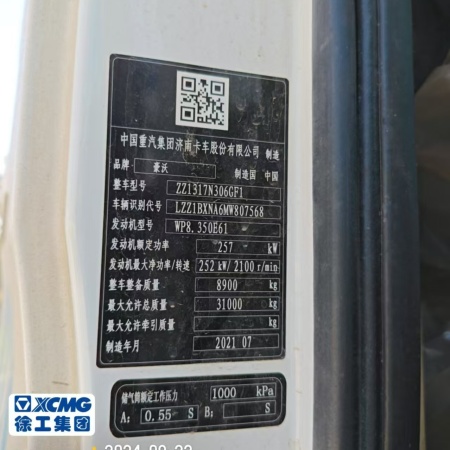 中国重汽集团济南卡车股份有限公司 制造
品牌 豪沃 制造国 中国
整车型号 ZZ1317N306GF1
车辆识别代号 LZZ1BXNA6MW807568
发动机型号 WP8.350E61
发动机额定功率 257 kW
发动机最大净功率/转速 252 kW/ 2100 r/min
整车整备质量 8900 kg
最大允许总质量 31000 kg
最大允许牵引质量 kg
制造年月 2021 07
储气筒额定工作压力 1000 kPa
A: 0.55 S B: S
XCMG
徐工集团